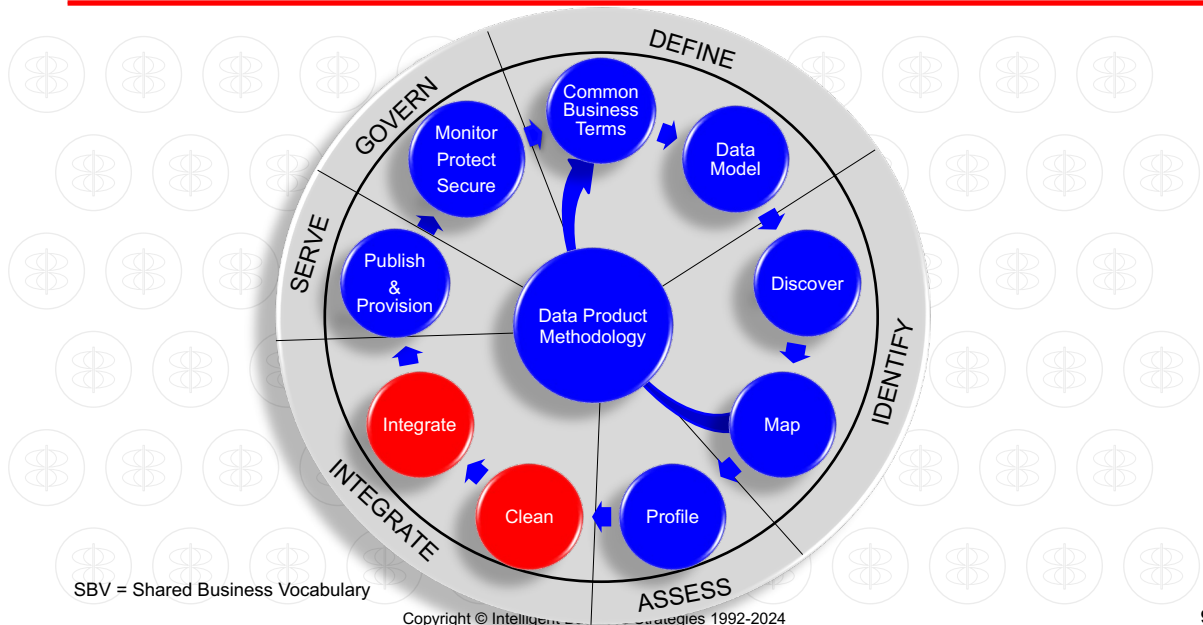 DEFINE
GOVERN
Common
Business
Terms
Monitor
Protect
Secure
Data
Model
SERVE
Publish
&
Provision
Discover
Data Product
Methodology
IDENTIFY
Integrate
Map
INTEGRATE
Clean
Profile
ASSESS
SBV = Shared Business Vocabulary
Copyright © Intelligent Strategies 1992-2024